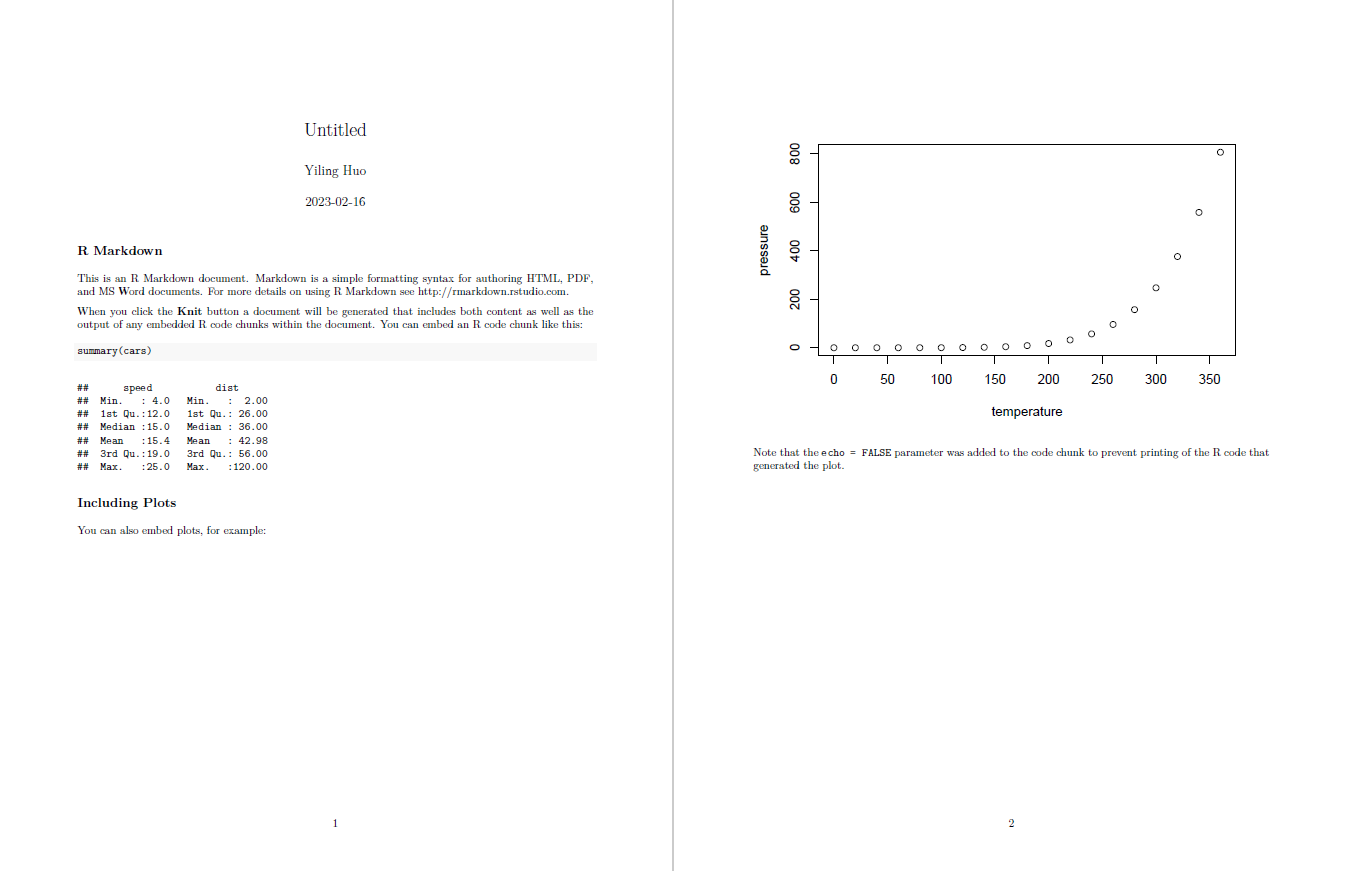 Untitled
Yiling Huo
2023-02-16
R Markdown
This is an R Markdown document. Markdown is a simple formatting syntax for authoring HTML, PDF,
and MS Word documents. For more details on using R Markdown see http://rmarkdown.rstudio.com.
When you click the Knit button a document will be generated that includes both content as well as the
output of any embedded R code chunks within the document. You can embed an R code chunk like this:
summary(cars)
##      speed           dist
##  Min.   : 4.0   Min.   :  2.00
##  1st Qu.:12.0   1st Qu.: 26.00
##  Median :15.0   Median : 36.00
##  Mean   :15.4   Mean   : 42.98
##  3rd Qu.:19.0   3rd Qu.: 56.00
##  Max.   :25.0   Max.   :120.00
Including Plots
You can also embed plots, for example:
1
800
600
400
200
0
pressure
0 50 100 150 200 250 300 350
temperature
Note that the echo = FALSE parameter was added to the code chunk to prevent printing of the R code that
generated the plot.
2